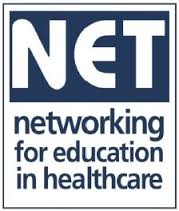 NET
networking
for education
in healthcare